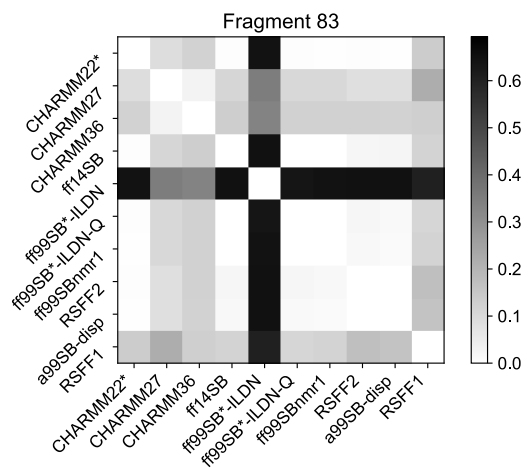 Fragment 83
CHARMM22*
CHARMM27
CHARMM36
ff14SB
ff99SB*-ILDN
ff99SB*-ILDN-Q
ff99SBnmr1
RSFF2
a99SB-disp
RSFF1
CHARMM22*
CHARMM27
CHARMM36
ff14SB
ff99SB*-ILDN
ff99SB*-ILDN-Q
ff99SBnmr1
RSFF2
a99SB-disp
RSFF1
0.6
0.5
0.4
0.3
0.2
0.1
0.0